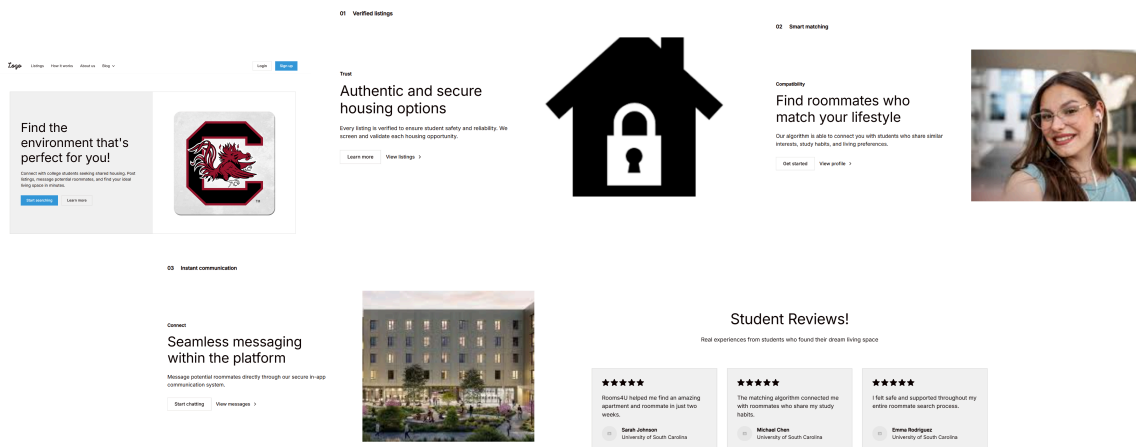 01 Verified listings
02 Smart matching
Logo Listings How it works About us Blog Login Sign up
Find the
environment that's
perfect for you!
Connect with college students seeking shared housing. Post
listings, message potential roommates, and find your ideal
living space in minutes.
Start searching Learn more
Trust
Authentic and secure
housing options
Every listing is verified to ensure student safety and reliability. We
screen and validate each housing opportunity.
Learn more View listings
Compatibility
Find roommates who
match your lifestyle
Our algorithm is able to connect you with students who share similar
interests, study habits, and living preferences.
Get started View profile
03 Instant communication
Connect
Seamless messaging
within the platform
Message potential roommates directly through our secure in-app
communication system.
Start chatting View messages
Student Reviews!
Real experiences from students who found their dream living space
Rooms4U helped me find an amazing
apartment and roommate in just two
weeks.
Sarah Johnson
University of South Carolina
The matching algorithm connected me
with roommates who share my study
habits.
Michael Chen
University of South Carolina
I felt safe and supported throughout my
entire roommate search process.
Emma Rodriguez
University of South Carolina